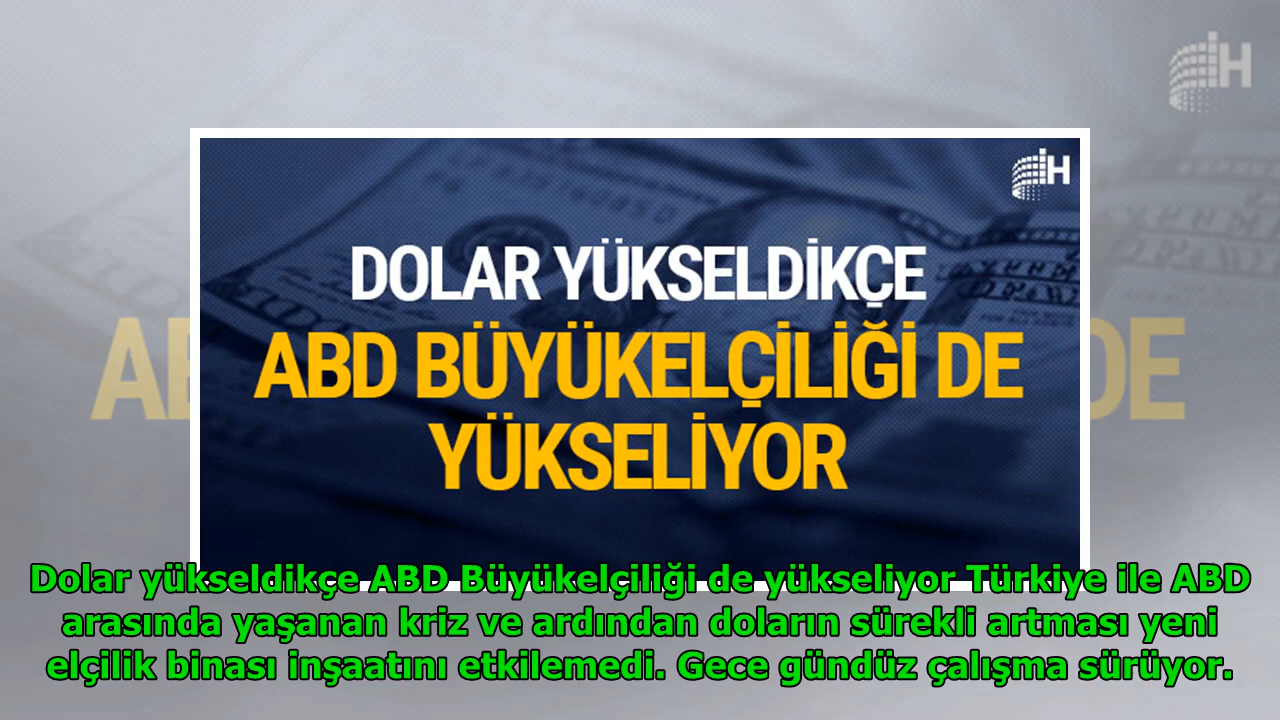 H
H
DOLAR YÜKSELDİKÇE
ABD BÜYÜKELÇİLİĞİ DE
YÜKSELİYOR
Dolar yükseldikçe ABD Büyükelçiliği de yükseliyor Türkiye ile ABD
arasında yaşanan kriz ve ardından doların sürekli artması yeni
elçilik binası inşaatını etkilemedi. Gece gündüz çalışma sürüyor.